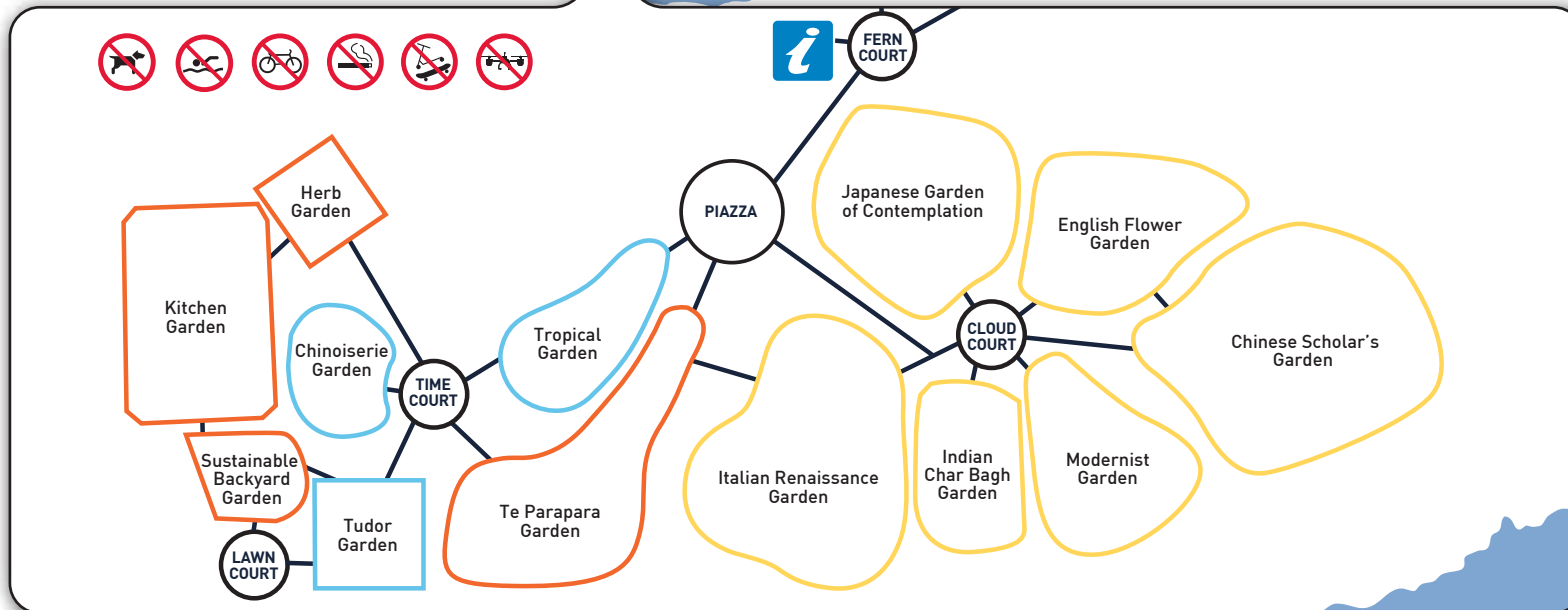 i
FERN
COURT
Herb
Garden
PIAZZA
Japanese Garden
of Contemplation
English Flower
Garden
Kitchen
Garden
Chinoiserie
Garden
Tropical
Garden
CLOUD
COURT
Chinese Scholar's
Garden
TIME
COURT
Sustainable
Backyard
Garden
Te Parapara
Garden
Italian Renaissance
Garden
Indian
Char Bagh
Garden
Modernist
Garden
Tudor
Garden
LAWN
COURT